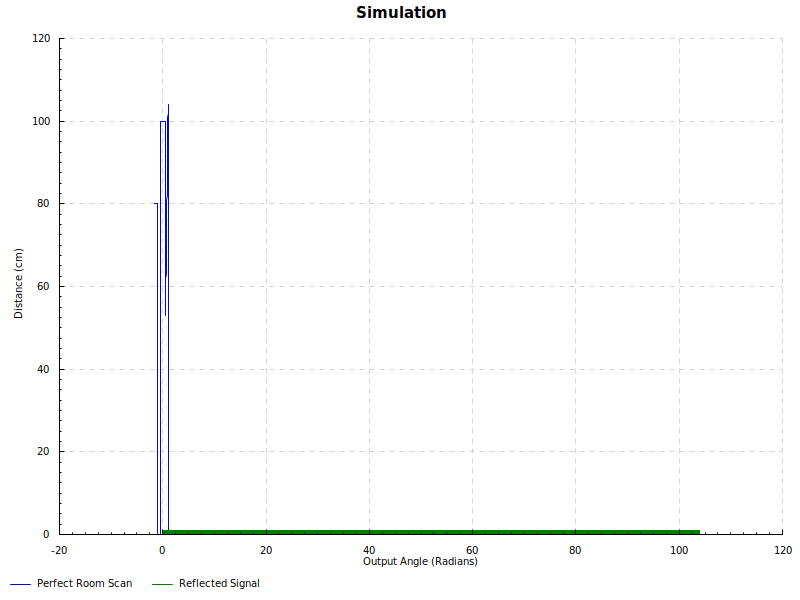 Simulation
120
100
80
60
40
20
0
Distance (cm)
-20 0 20 40 60 80 100 120
Output Angle (Radians)
Perfect Room Scan Reflected Signal